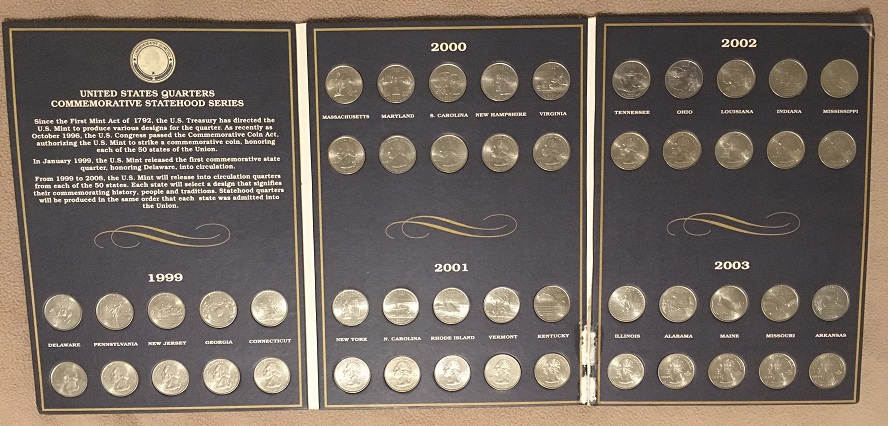 UNITED STATES QUARTERS
COMMEMORATIVE STATEHOOD SERIES
Since the First Mint Act of 1792, the U.S. Treasury has directed the
U.S. Mint to produce various designs for the quarter. As recently as
October 1996, the U.S. Congress passed the Commemorative Coin Act,
authorizing the U.S. Mint to strike a commemorative coin, honoring
each of the 50 states of the Union.
In January 1999, the U.S. Mint released the first commemorative state
quarter, honoring Delaware, into circulation.
From 1999 to 2008, the U.S. Mint will release into circulation quarters
from each of the 50 states. Each state will select a design that signifies
their commemorating history, people and traditions. Statehood quarters
will be produced in the same order that each state was admitted into
the Union.
1999
DELAWARE PENNSYLVANIA NEW JERSEY GEORGIA CONNECTICUT
2000
MASSACHUSETTS MARYLAND S. CAROLINA NEW HAMPSHIRE VIRGINIA
2001
NEW YORK N. CAROLINA RHODE ISLAND VERMONT KENTUCKY
2002
TENNESSEE OHIO LOUISIANA INDIANA MISSISSIPPI
2003
ILLINOIS ALABAMA MAINE MISSOURI ARKANSAS